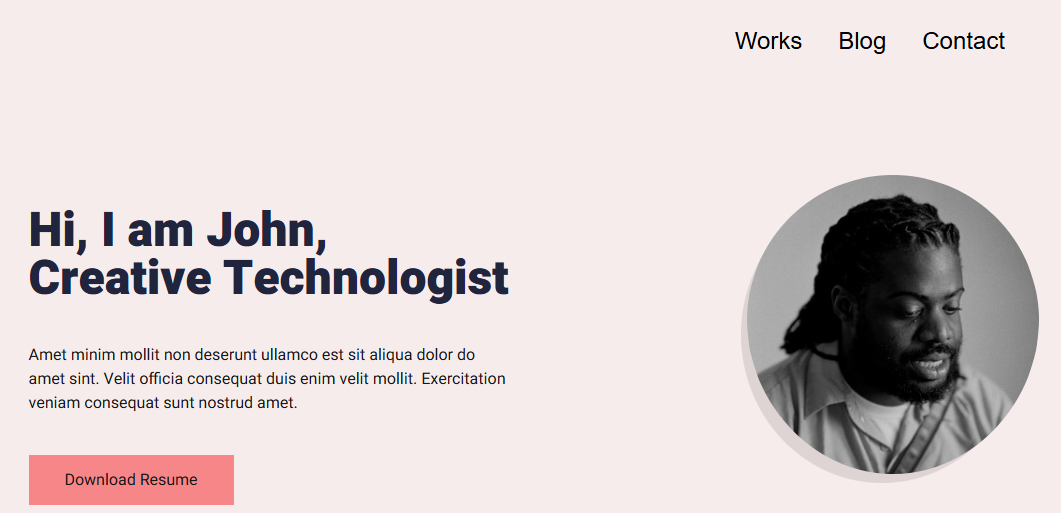 Works Blog Contact
Hi, I am John,
Creative Technologist
Amet minim mollit non deserunt ullamco est sit aliqua dolor do
amet sint. Velit officia consequat duis enim velit mollit. Exercitation
veniam consequat sunt nostrud amet.
Download Resume